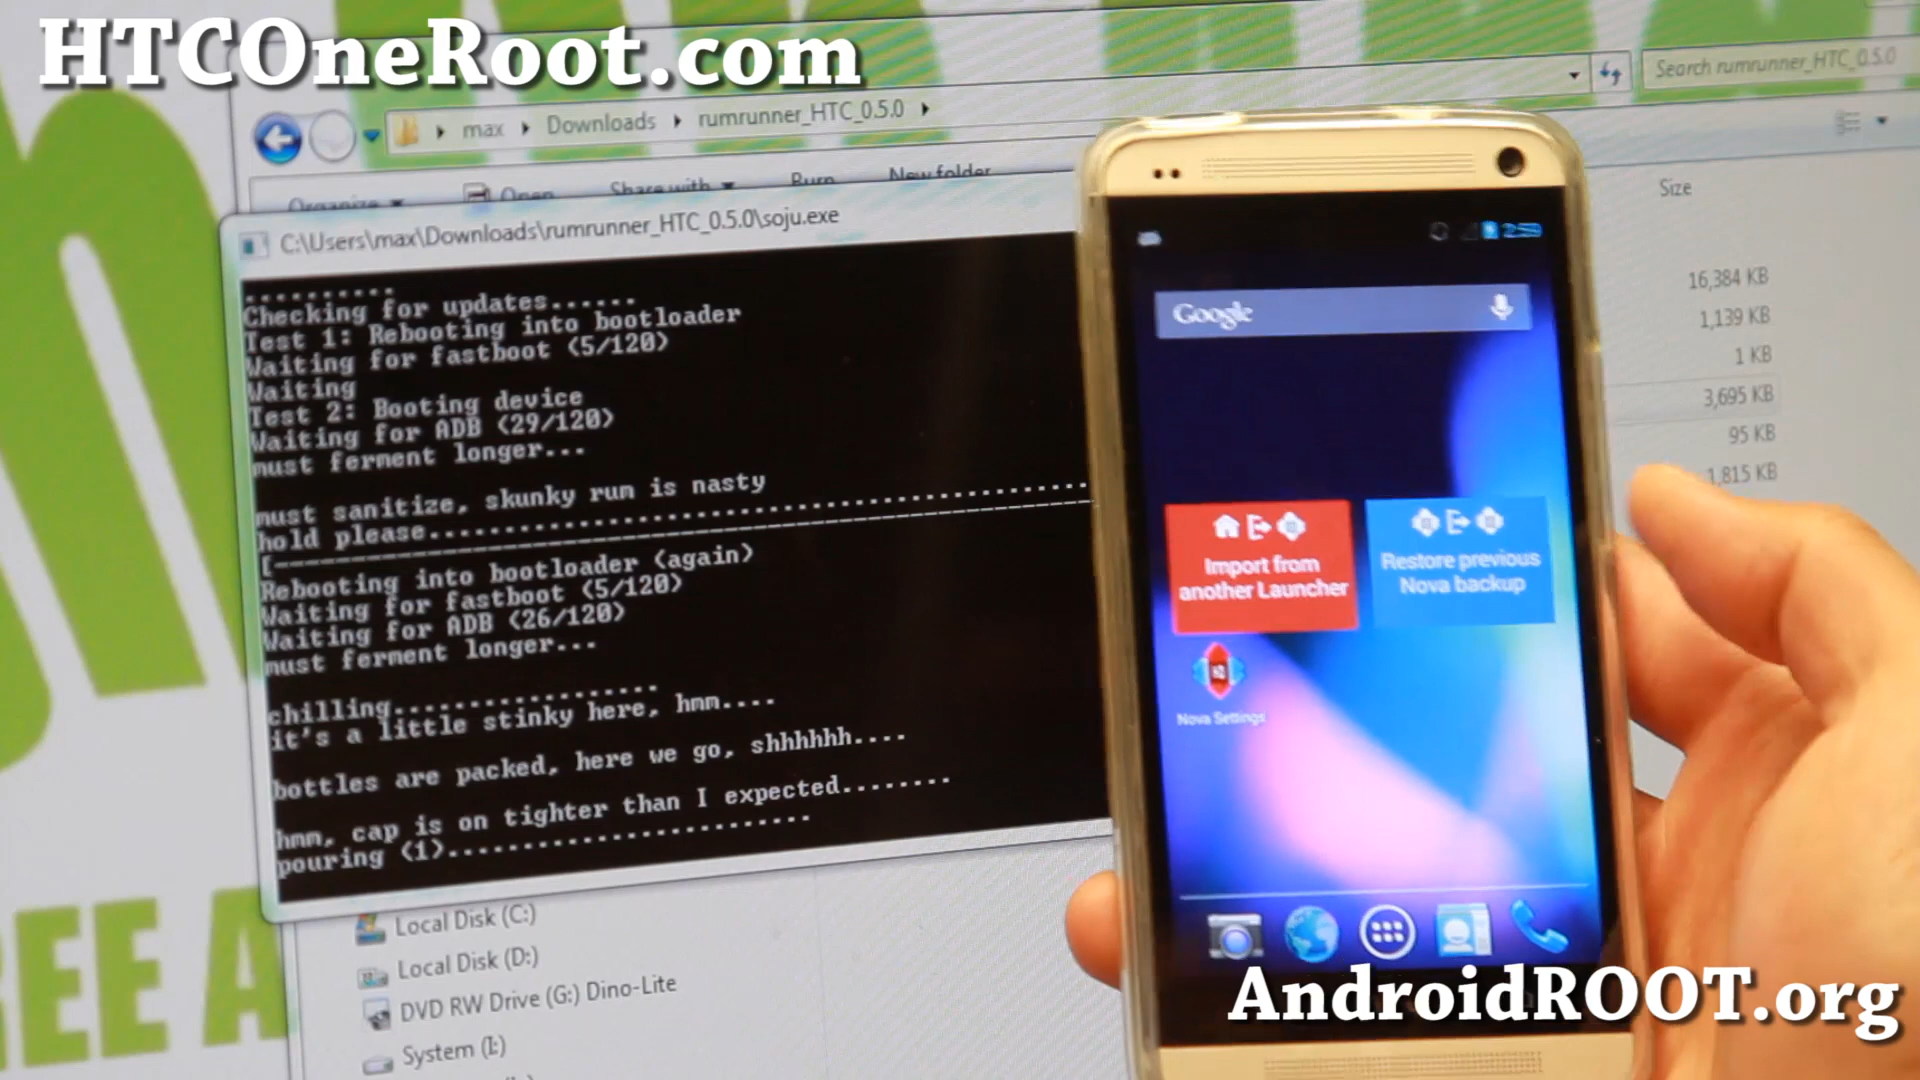 HTCOneRoot.com
Search rumrunner_HTC_0.5.0
max Downloads rumrunner_HTC_0.5.0
Organize Open Share with Burn New folder
Size
C:\Users\max\Downloads\rumrunner_HTC_0.5.0\soju.exe
..........
Checking for updates......
Test 1: Rebooting into bootloader
Waiting for fastboot (5/120)
Waiting
Test 2: Booting device
Waiting for ADB (29/120)
must ferment longer...
must sanitize, skunky rum is nasty
hold please
Rebooting into bootloader (again)
Waiting for fastboot (5/120)
Waiting for ADB (26/120)
must ferment longer...
chilling..................
it's a little stinky here, hmm....
bottles are packed, here we go, shhhhhh....
hmm, cap is on tighter than I expected........
pouring (1)........................
16,384 KB
1,139 KB
1 KB
3,695 KB
95 KB
1,815 KB
2:59
Google
Import from
another Launcher
Restore previous
Nova backup
Nova Settings
Local Disk (C:)
Local Disk (D:)
DVD RW Drive (G:) Dino-Lite
System (I:)
EE A
AndroidROOT.org